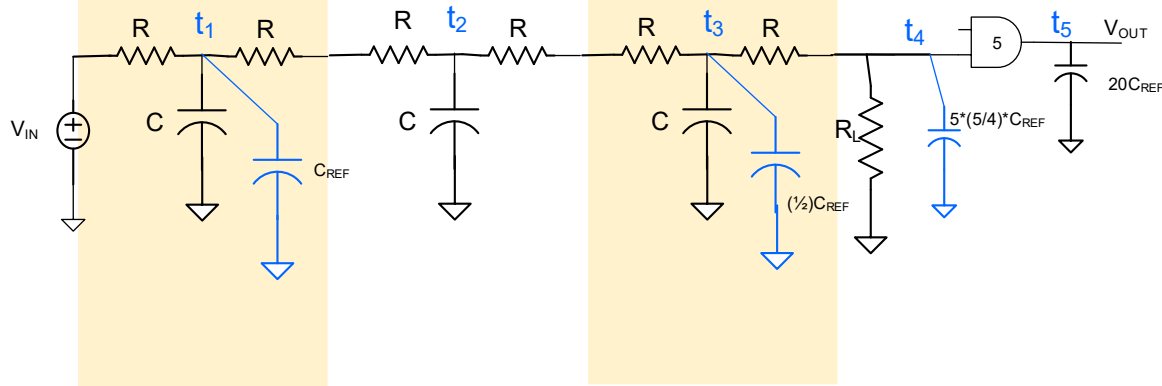 R t1 R
R t2 R
R t3 R
t4
5
t5
VOUT
VIN
C
CREF
C
C
(½)CREF
RL
5*(5/4)*CREF
20CREF